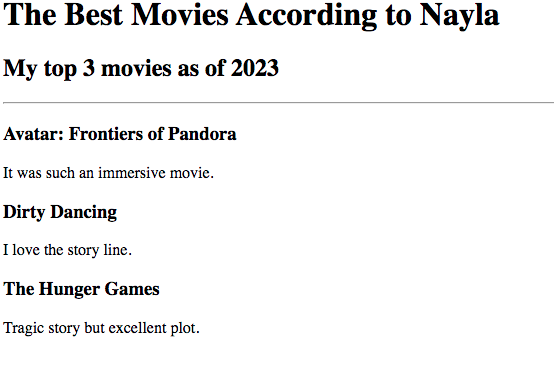 The Best Movies According to Nayla
My top 3 movies as of 2023
Avatar: Frontiers of Pandora
It was such an immersive movie.
Dirty Dancing
I love the story line.
The Hunger Games
Tragic story but excellent plot.